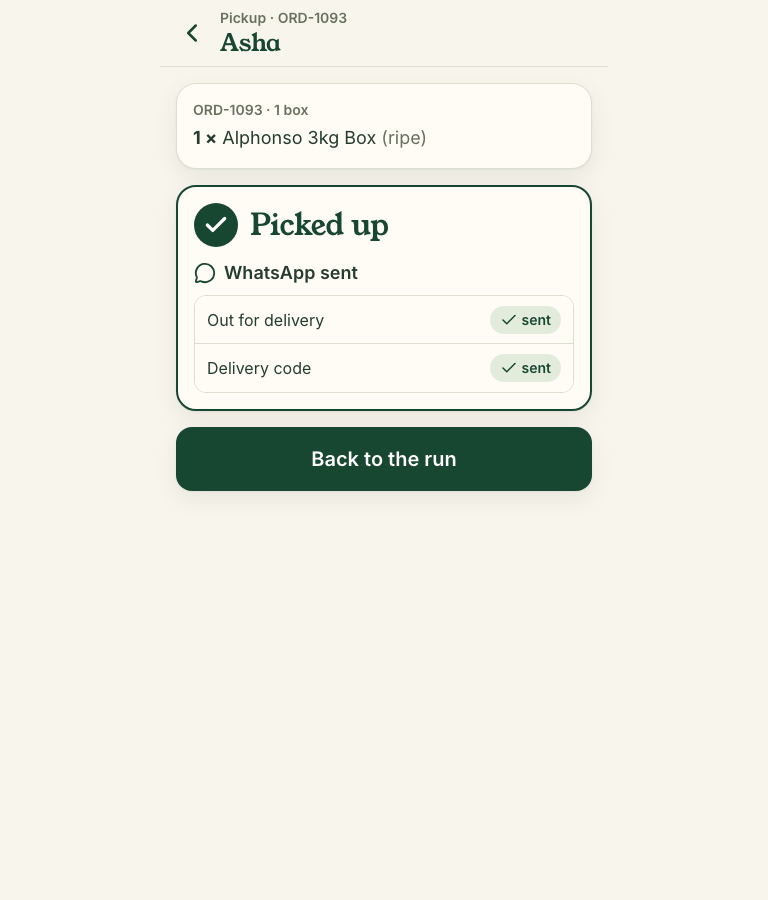 Pickup · ORD-1093
Asha
ORD-1093 · 1 box
1 × Alphonso 3kg Box (ripe)
Picked up
WhatsApp sent
Out for delivery
sent
Delivery code
sent
Back to the run